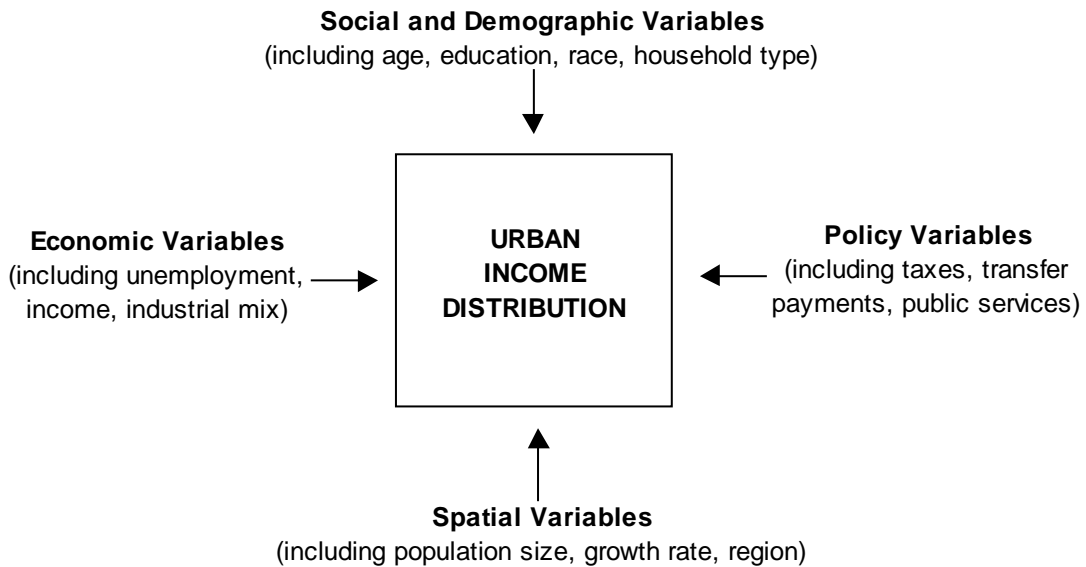 Social and Demographic Variables
(including age, education, race, household type)
Economic Variables
(including unemployment,
income, industrial mix)
URBAN
INCOME
DISTRIBUTION
Policy Variables
(including taxes, transfer
payments, public services)
Spatial Variables
(including population size, growth rate, region)